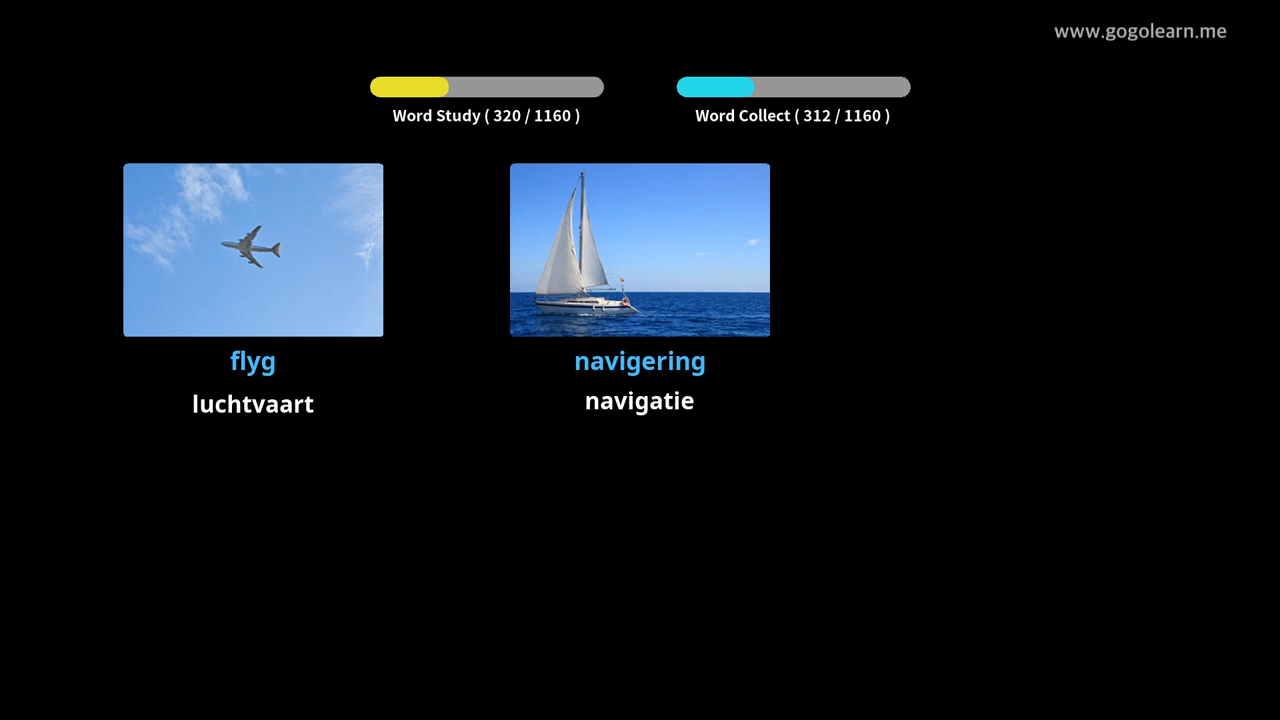 www.gogolearn.me
Word Study ( 320 / 1160 )
Word Collect ( 312 / 1160 )
flyg
luchtvaart
navigering
navigatie